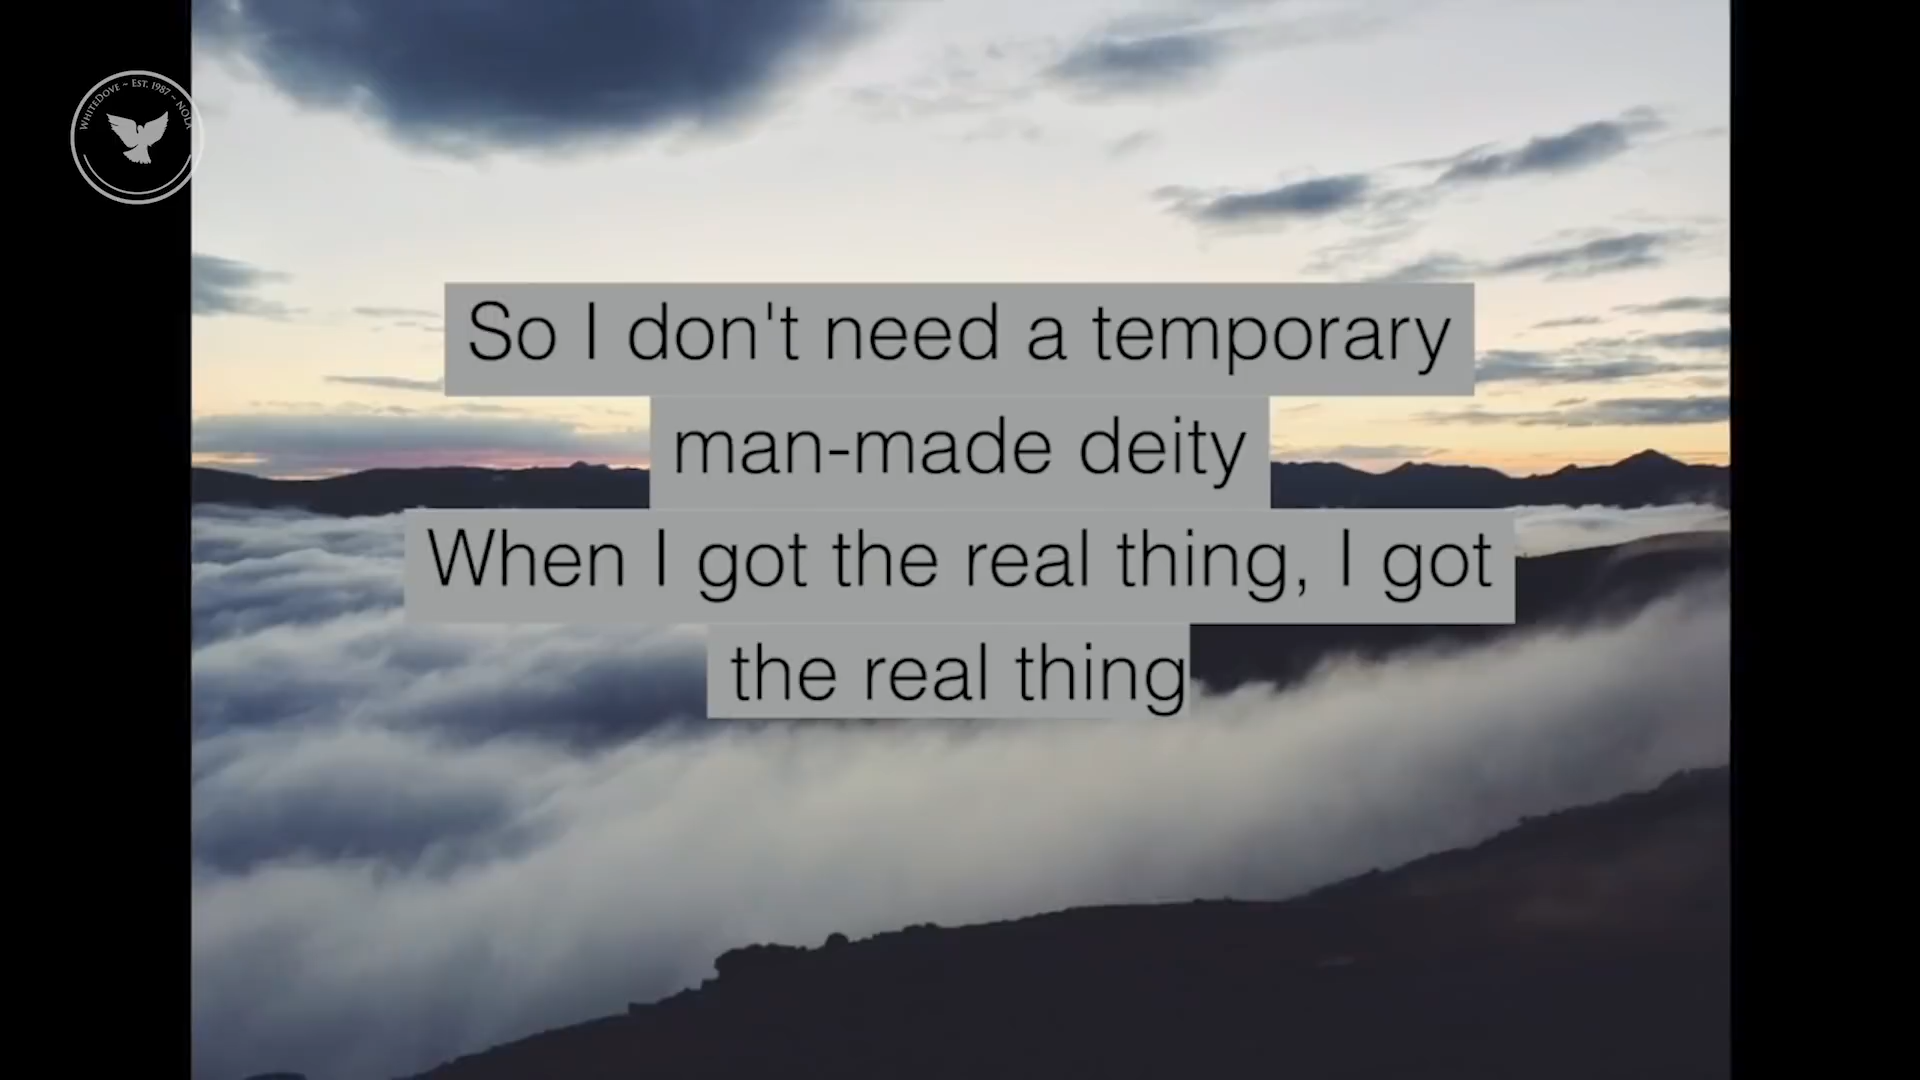 WHITEDOVE ~ EST. 1987 ~ NOLA
So I don't need a temporary
man-made deity
When I got the real thing, I got
the real thing